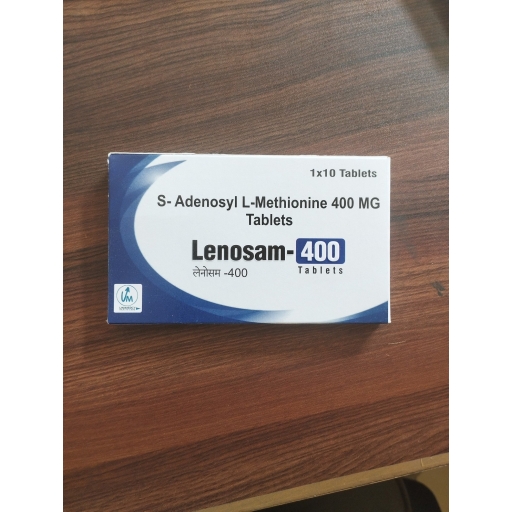 1x10 Tablets
S- Adenosyl L-Methionine 400 MG
Tablets
Lenosam-400
Tablets
लेनोसम -400